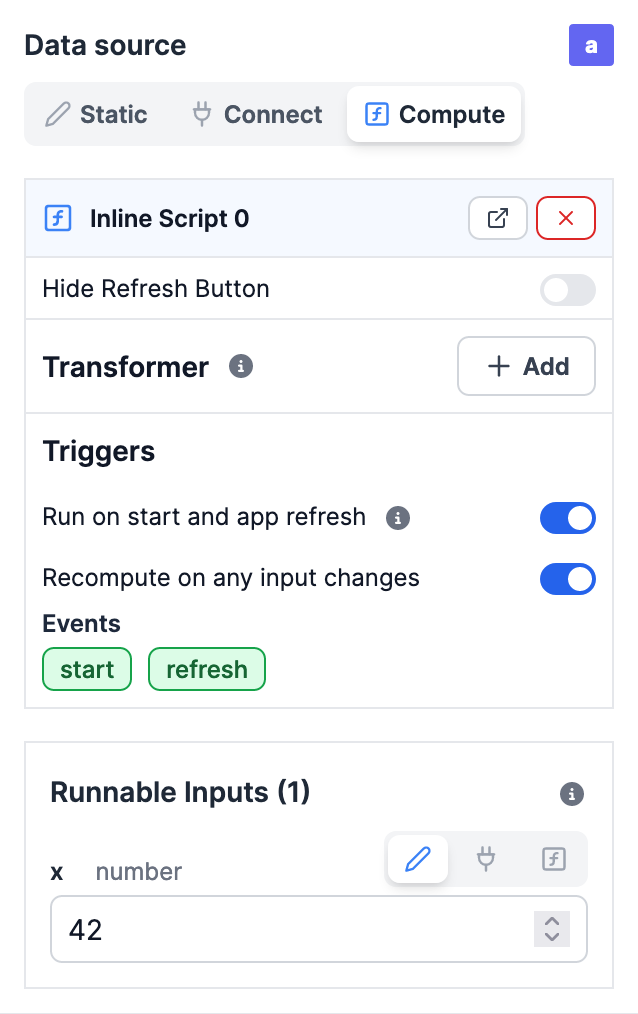 Data source
a
Static Connect Compute
Inline Script 0
Hide Refresh Button
Transformer
Add
Triggers
Run on start and app refresh
Recompute on any input changes
Events
start refresh
Runnable Inputs (1)
x number
42